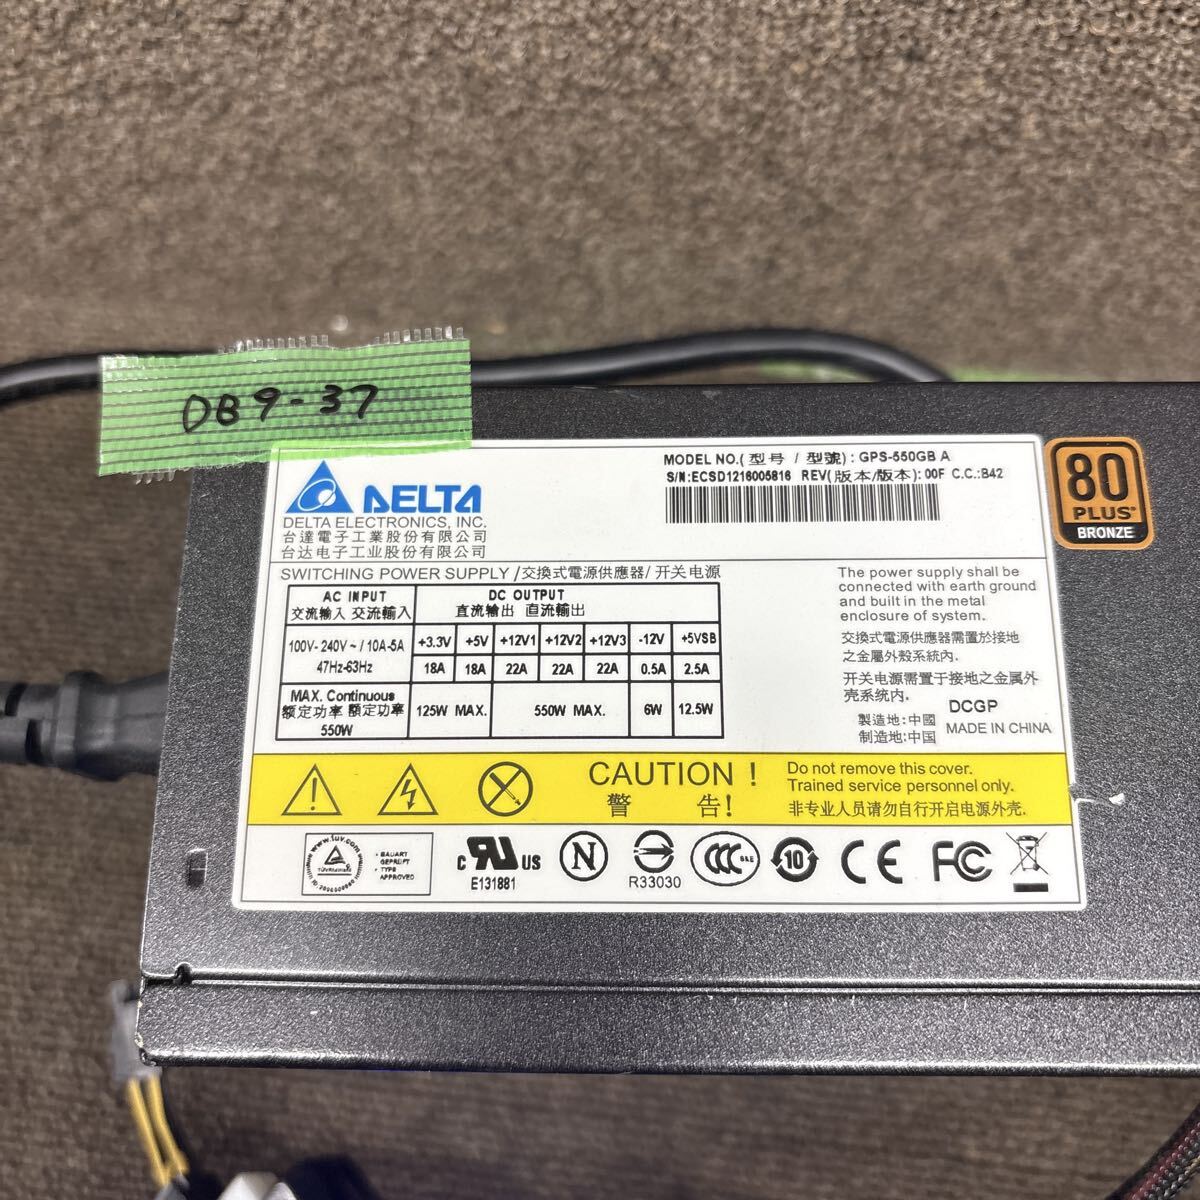 DB9-37
DELTA
DELTA ELECTRONICS, INC.
台達電子工業股份有限公司
台达电子工业股份有限公司
MODEL NO.(型号 / 型號): GPS-550GB A
S/N:ECSD1216005816 REV(版本/版本):00F C.C.:B42
80
PLUS®
BRONZE
SWITCHING POWER SUPPLY /交換式電源供應器/ 开关电源
AC INPUT
交流输入 交流輸入
DC OUTPUT
直流输出 直流輸出
100V-240V~ / 10A-5A
47Hz-63Hz
+3.3V +5V +12V1 +12V2 +12V3 -12V +5VSB
18A 18A 22A 22A 22A 0.5A 2.5A
MAX. Continuous
额定功率 額定功率
550W
125W MAX. 550W MAX. 6W 12.5W
The power supply shall be
connected with earth ground
and built in the metal
enclosure of system.
交換式電源供應器需置於接地
之金屬外殼系統內.
开关电源需置于接地之金属外
壳系统内.
DCGP
製造地:中國
制造地:中国
MADE IN CHINA
CAUTION !
警 告!
Do not remove this cover.
Trained service personnel only.
非专业人员请勿自行开启电源外壳.
www.tuv.com
TÜVRheinland
BAUART
GEPRÜFT
TYPE
APPROVED
c RU US
E131881
N
R33030
CCC S&E
10
CE
FC